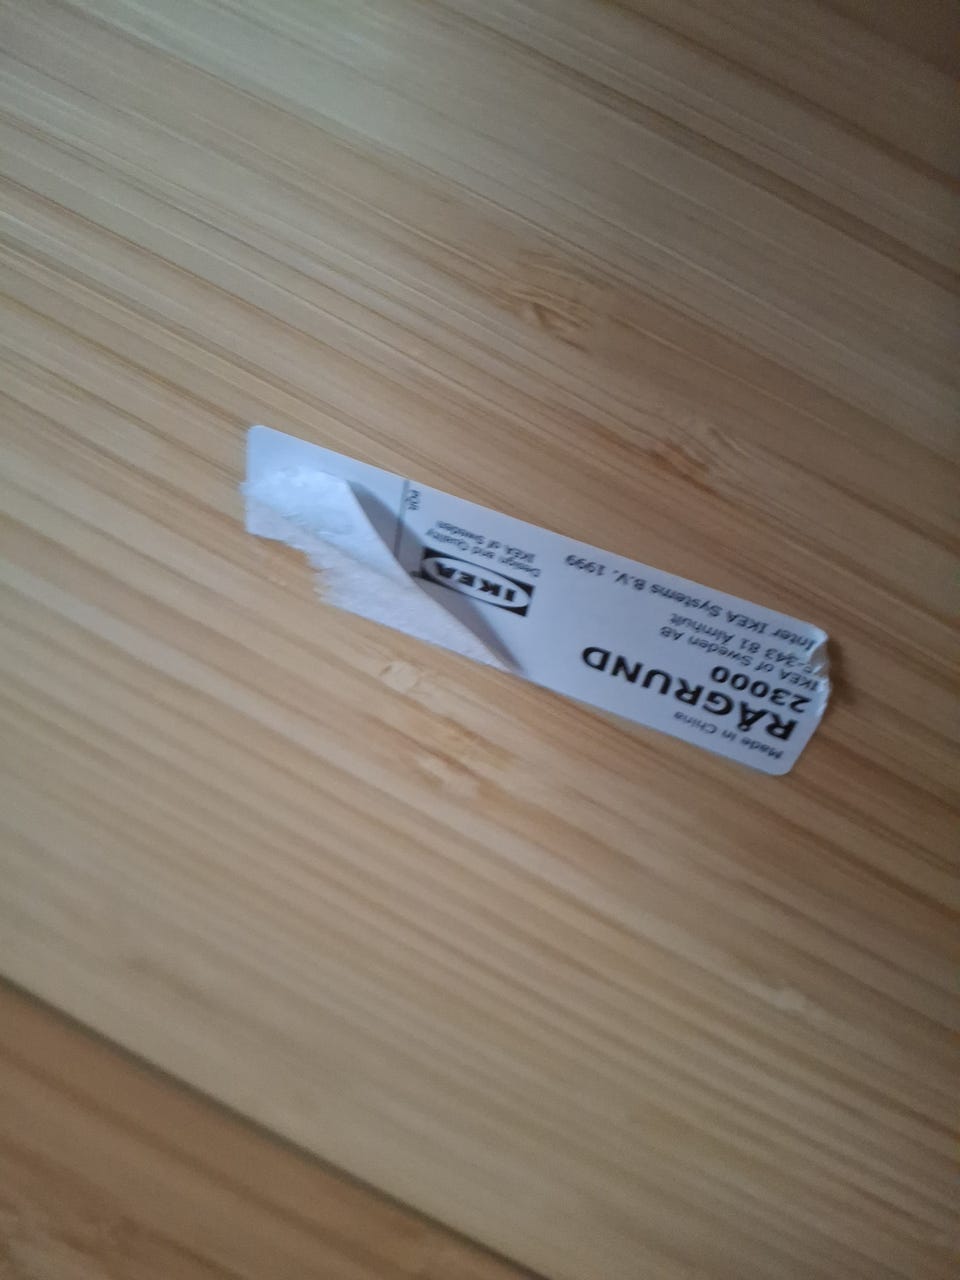 Made in China
RÅGRUND
23000
IKEA of Sweden AB
SE-343 81 Älmhult
Inter IKEA Systems B.V. 1999
IKEA
Design and Quality
IKEA of Sweden